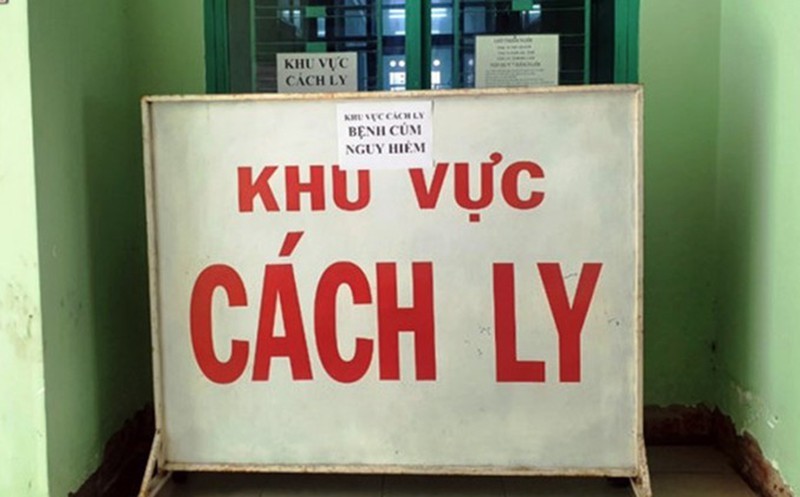 KHU VỰC
CÁCH LY
KHU VỰC CÁCH LY
BỆNH CÚM
NGUY HIỂM
KHU VỰC
CÁCH LY